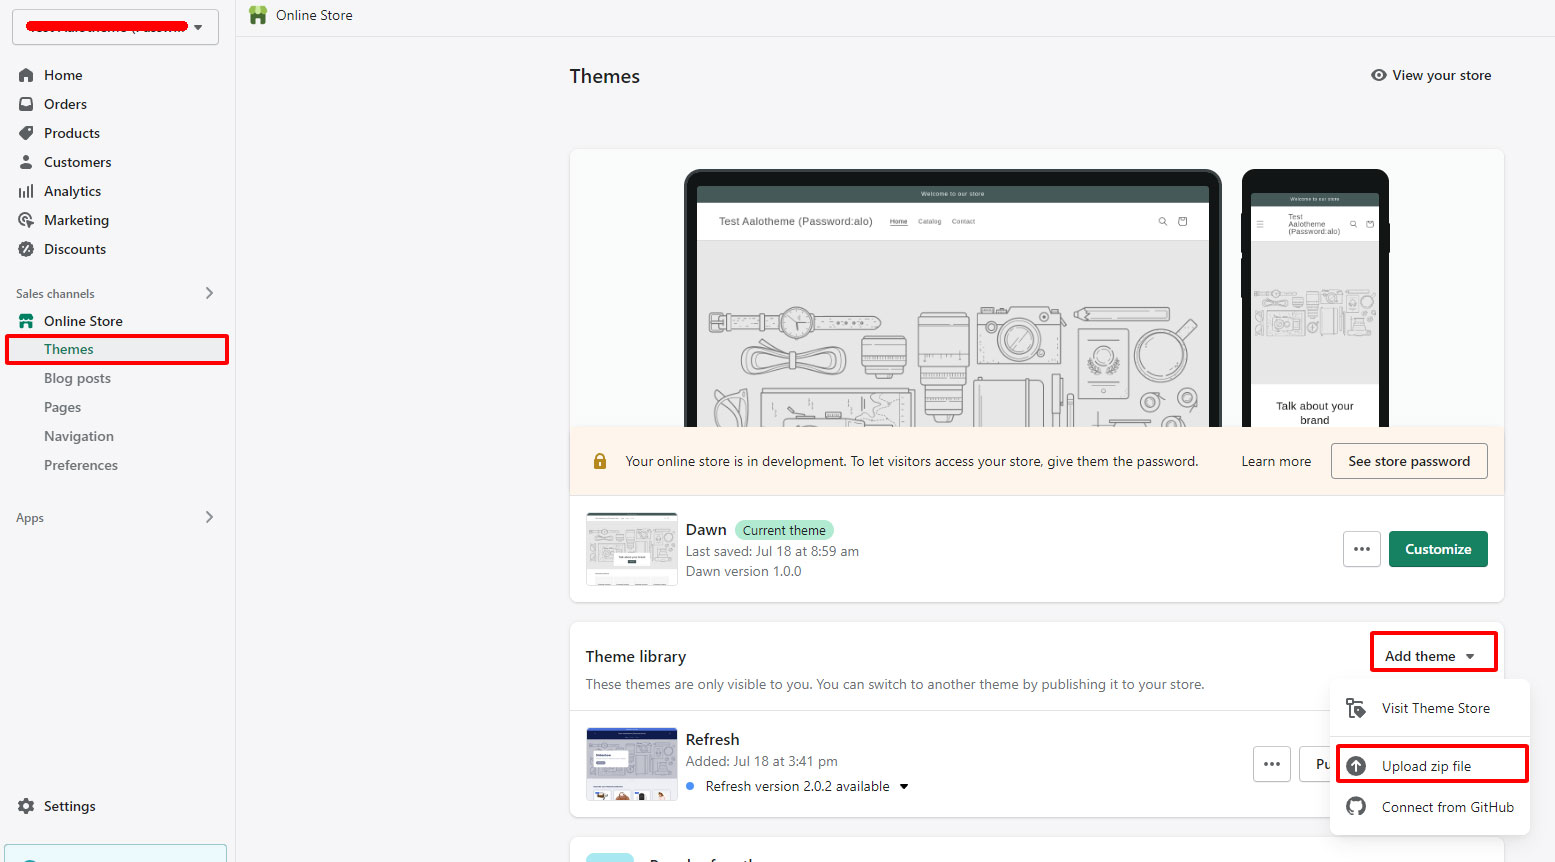 Online Store
Home
Orders
Products
Customers
Analytics
Marketing
Discounts
Sales channels
Online Store
Themes
Blog posts
Pages
Navigation
Preferences
Apps
Settings
Themes
View your store
Welcome to our store
Test Aalotheme (Password:alo)
Home Catalog Contact
Welcome to our store
Test
Aalotheme
(Password:alo)
Talk about your
brand
Your online store is in development. To let visitors access your store, give them the password.
Learn more
See store password
Dawn
Current theme
Last saved: Jul 18 at 8:59 am
Dawn version 1.0.0
Customize
Theme library
Add theme
These themes are only visible to you. You can switch to another theme by publishing it to your store.
Visit Theme Store
Upload zip file
Connect from GitHub
Refresh
Added: Jul 18 at 3:41 pm
Refresh version 2.0.2 available
Pu